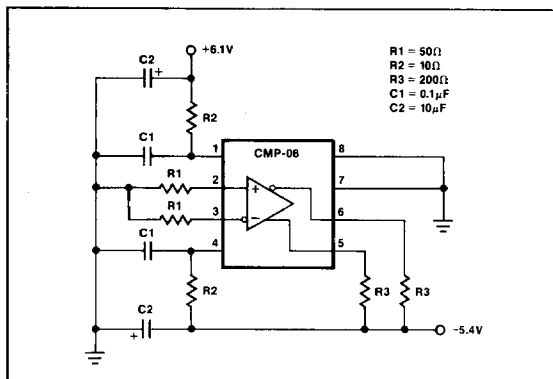 C2
+
+6.1V
R1 = 50Ω
R2 = 10Ω
R3 = 200Ω
C1 = 0.1μF
C2 = 10μF
R2
C1
1
CMP-08
8
R1
2
+
7
R1
3
−
6
C1
4
5
R2
R3
R3
C2
+
−5.4V